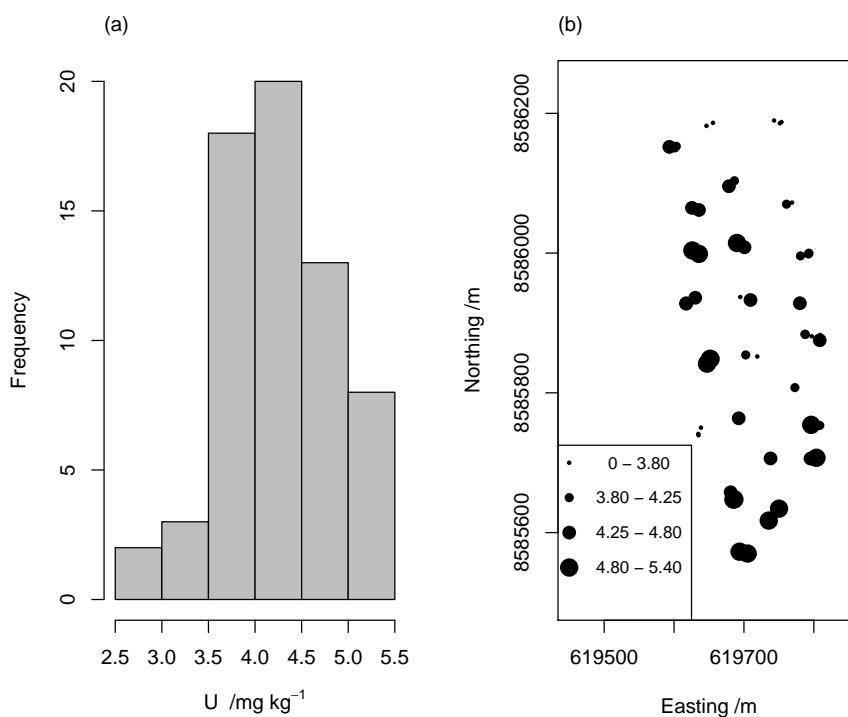 (a)
Frequency
20
15
10
5
0
2.5 3.0 3.5 4.0 4.5 5.0 5.5
U /mg kg⁻¹
(b)
Northing /m
8586200
8586000
8585800
8585600
0 − 3.80
3.80 − 4.25
4.25 − 4.80
4.80 − 5.40
619500 619700
Easting /m